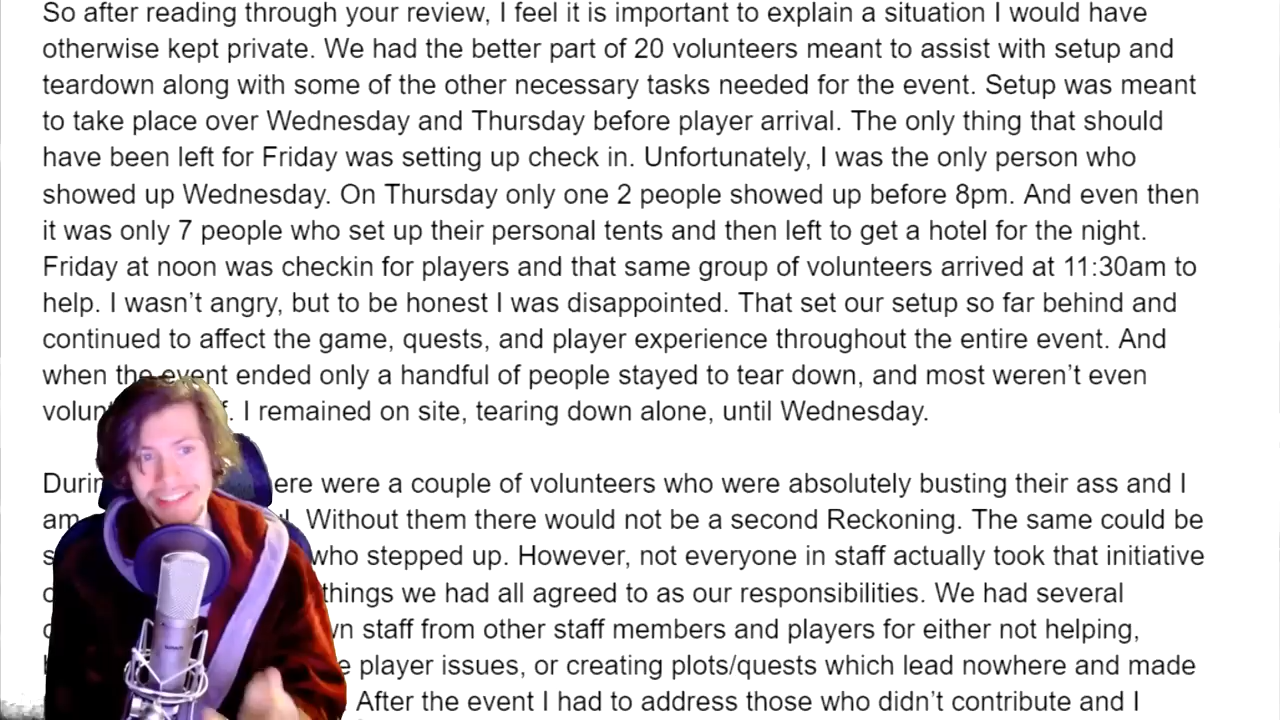 So after reading through your review, I feel it is important to explain a situation I would have
otherwise kept private. We had the better part of 20 volunteers meant to assist with setup and
teardown along with some of the other necessary tasks needed for the event. Setup was meant
to take place over Wednesday and Thursday before player arrival. The only thing that should
have been left for Friday was setting up check in. Unfortunately, I was the only person who
showed up Wednesday. On Thursday only one 2 people showed up before 8pm. And even then
it was only 7 people who set up their personal tents and then left to get a hotel for the night.
Friday at noon was checkin for players and that same group of volunteers arrived at 11:30am to
help. I wasn’t angry, but to be honest I was disappointed. That set our setup so far behind and
continued to affect the game, quests, and player experience throughout the entire event. And
when the event ended only a handful of people stayed to tear down, and most weren’t even
I remained on site, tearing down alone, until Wednesday.
were a couple of volunteers who were absolutely busting their ass and I
am Without them there would not be a second Reckoning. The same could be
who stepped up. However, not everyone in staff actually took that initiative
things we had all agreed to as our responsibilities. We had several
staff from other staff members and players for either not helping,
player issues, or creating plots/quests which lead nowhere and made
After the event I had to address those who didn’t contribute and I